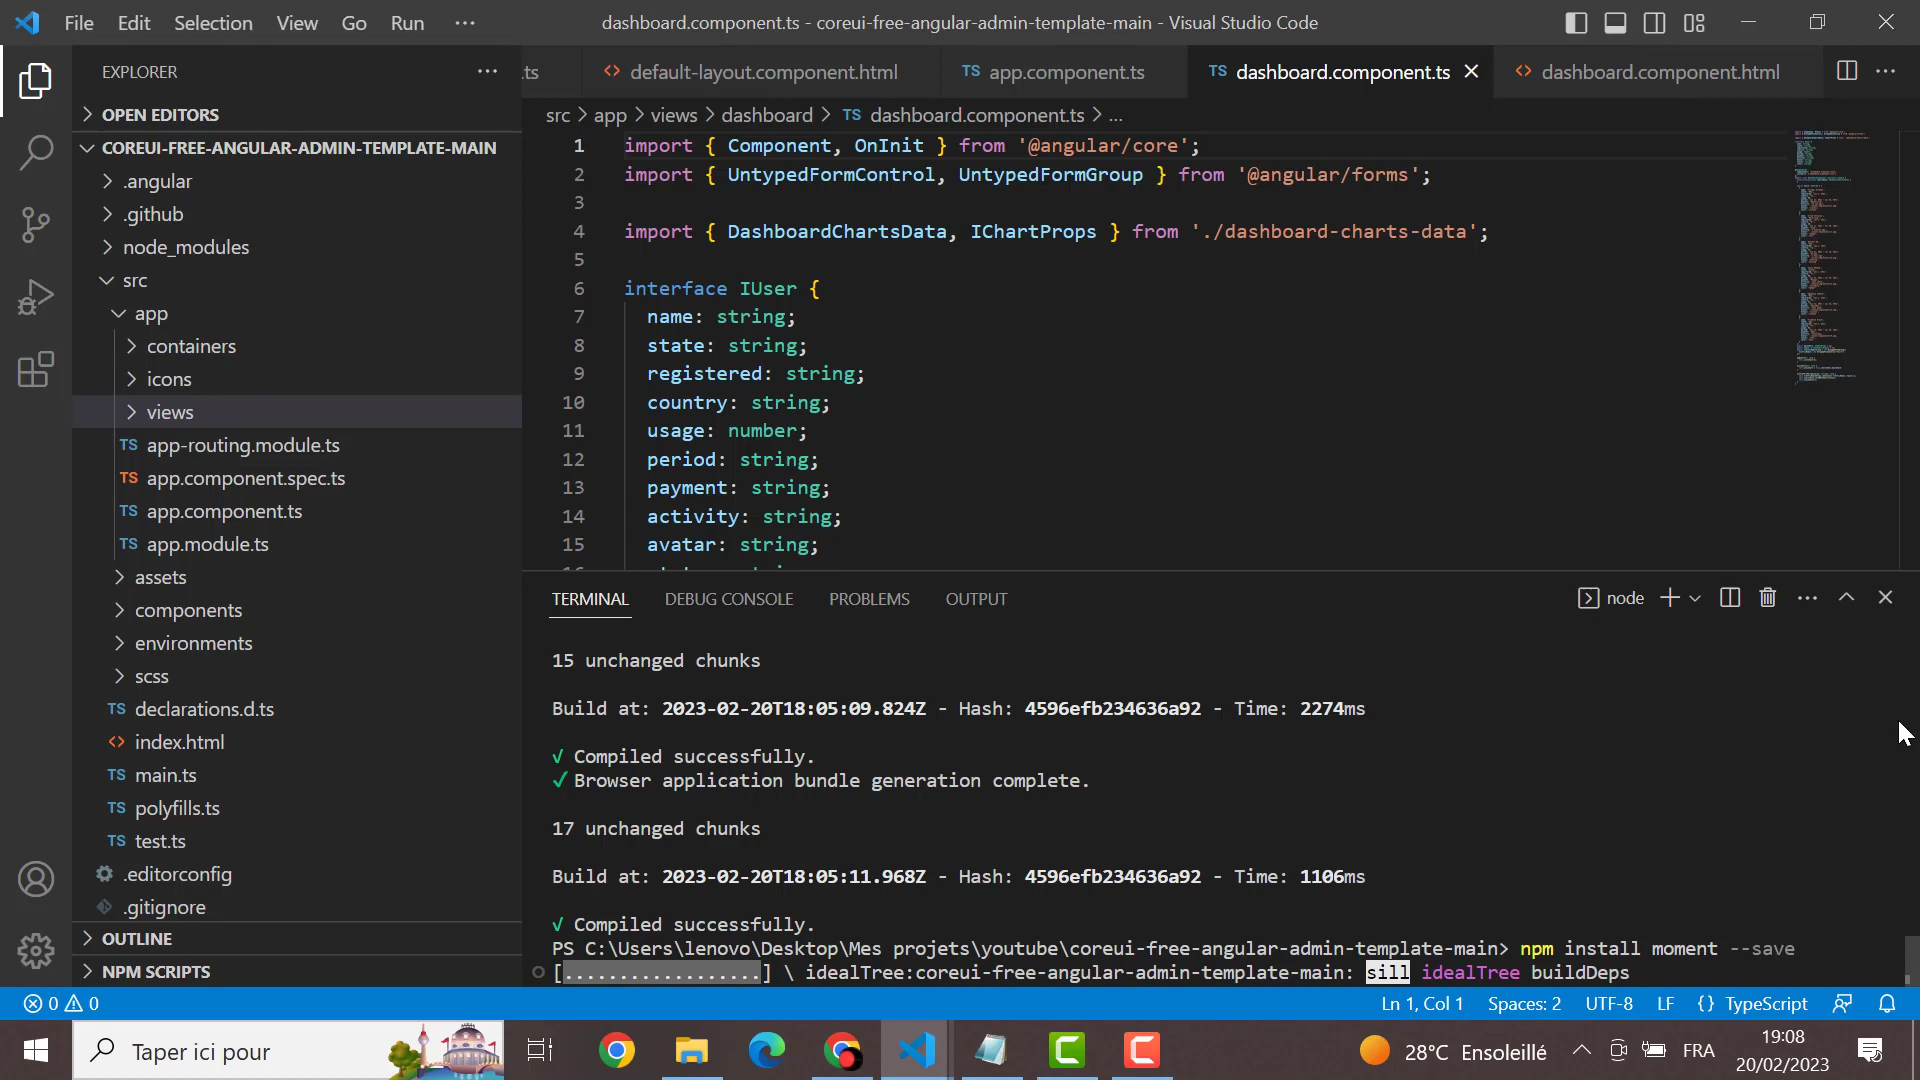 File Edit Selection View Go Run ···
dashboard.component.ts - coreui-free-angular-admin-template-main - Visual Studio Code
EXPLORER
OPEN EDITORS
COREUI-FREE-ANGULAR-ADMIN-TEMPLATE-MAIN
.angular
.github
node_modules
src
app
containers
icons
views
TS app-routing.module.ts
TS app.component.spec.ts
TS app.component.ts
TS app.module.ts
assets
components
environments
scss
TS declarations.d.ts
<> index.html
TS main.ts
TS polyfills.ts
TS test.ts
.editorconfig
.gitignore
OUTLINE
NPM SCRIPTS
.ts <> default-layout.component.html TS app.component.ts TS dashboard.component.ts <> dashboard.component.html
src > app > views > dashboard > TS dashboard.component.ts > ...
1 import { Component, OnInit } from '@angular/core';
2 import { UntypedFormControl, UntypedFormGroup } from '@angular/forms';
3
4 import { DashboardChartsData, IChartProps } from './dashboard-charts-data';
5
6 interface IUser {
7 name: string;
8 state: string;
9 registered: string;
10 country: string;
11 usage: number;
12 period: string;
13 payment: string;
14 activity: string;
15 avatar: string;
TERMINAL DEBUG CONSOLE PROBLEMS OUTPUT
node
15 unchanged chunks
Build at: 2023-02-20T18:05:09.824Z - Hash: 4596efb234636a92 - Time: 2274ms
√ Compiled successfully.
✓ Browser application bundle generation complete.
17 unchanged chunks
Build at: 2023-02-20T18:05:11.968Z - Hash: 4596efb234636a92 - Time: 1106ms
√ Compiled successfully.
PS C:\Users\lenovo\Desktop\Mes projets\youtube\coreui-free-angular-admin-template-main> npm install moment --save
[..................] \ idealTree:coreui-free-angular-admin-template-main: sill idealTree buildDeps
0 0
Ln 1, Col 1 Spaces: 2 UTF-8 LF {} TypeScript
Taper ici pour
28°C Ensoleillé
FRA
19:08
20/02/2023